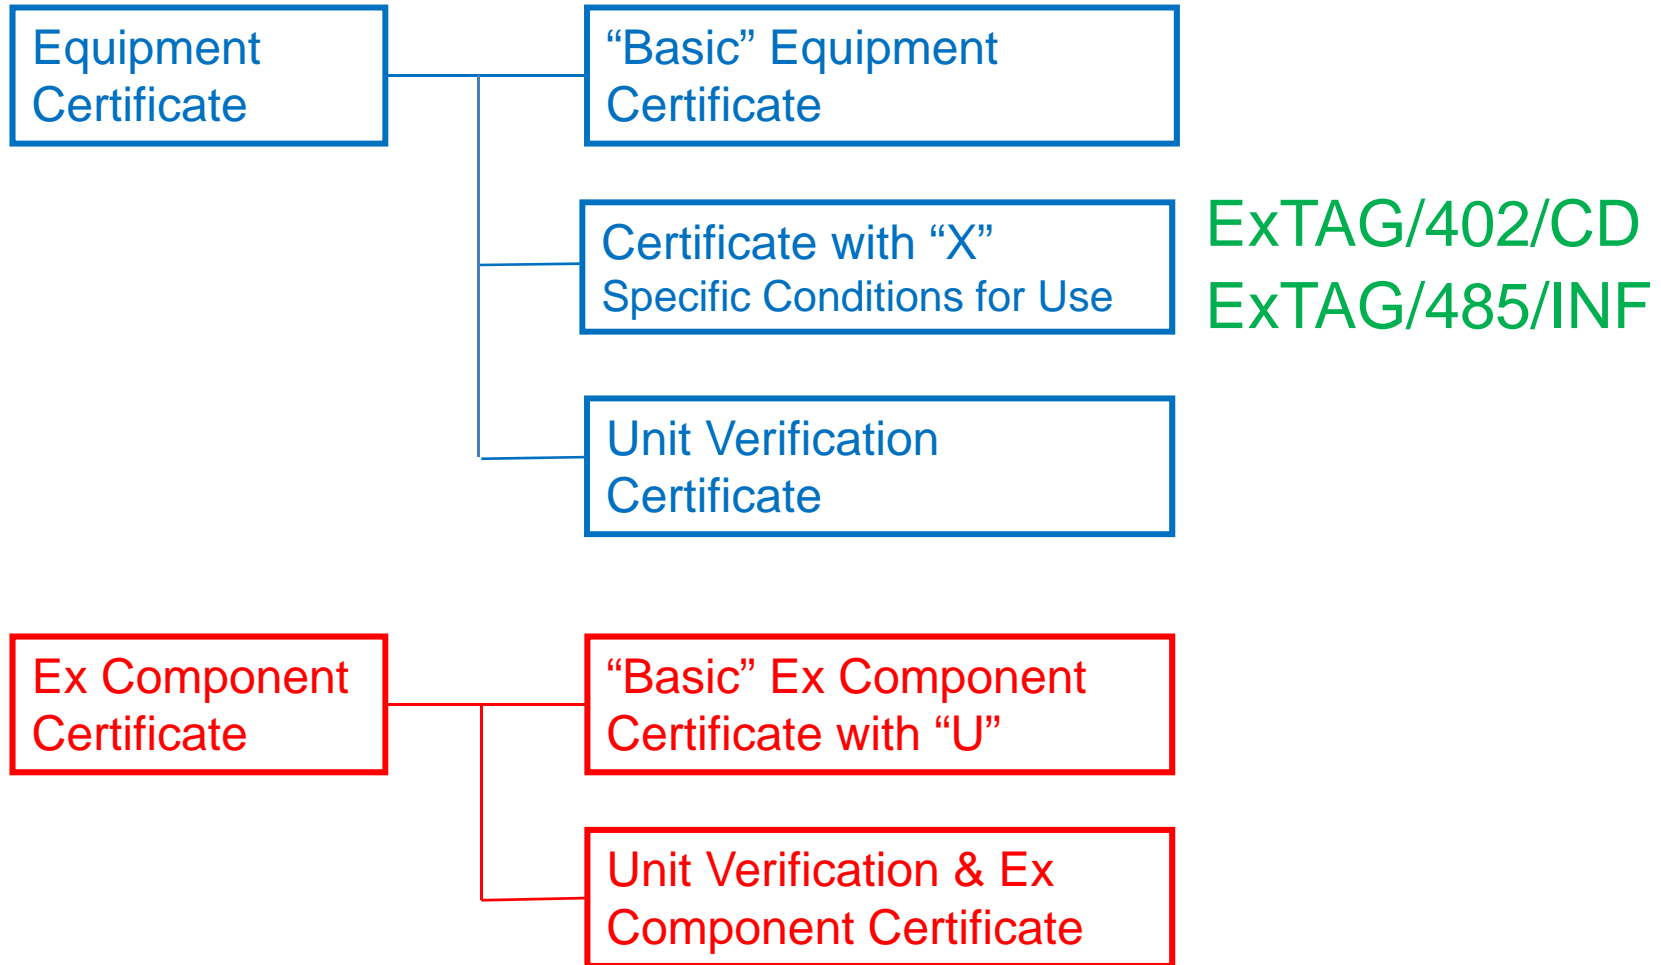 Equipment
Certificate
“Basic” Equipment
Certificate
Certificate with “X”
Specific Conditions for Use
ExTAG/402/CD
ExTAG/485/INF
Unit Verification
Certificate
Ex Component
Certificate
“Basic” Ex Component
Certificate with “U”
Unit Verification & Ex
Component Certificate